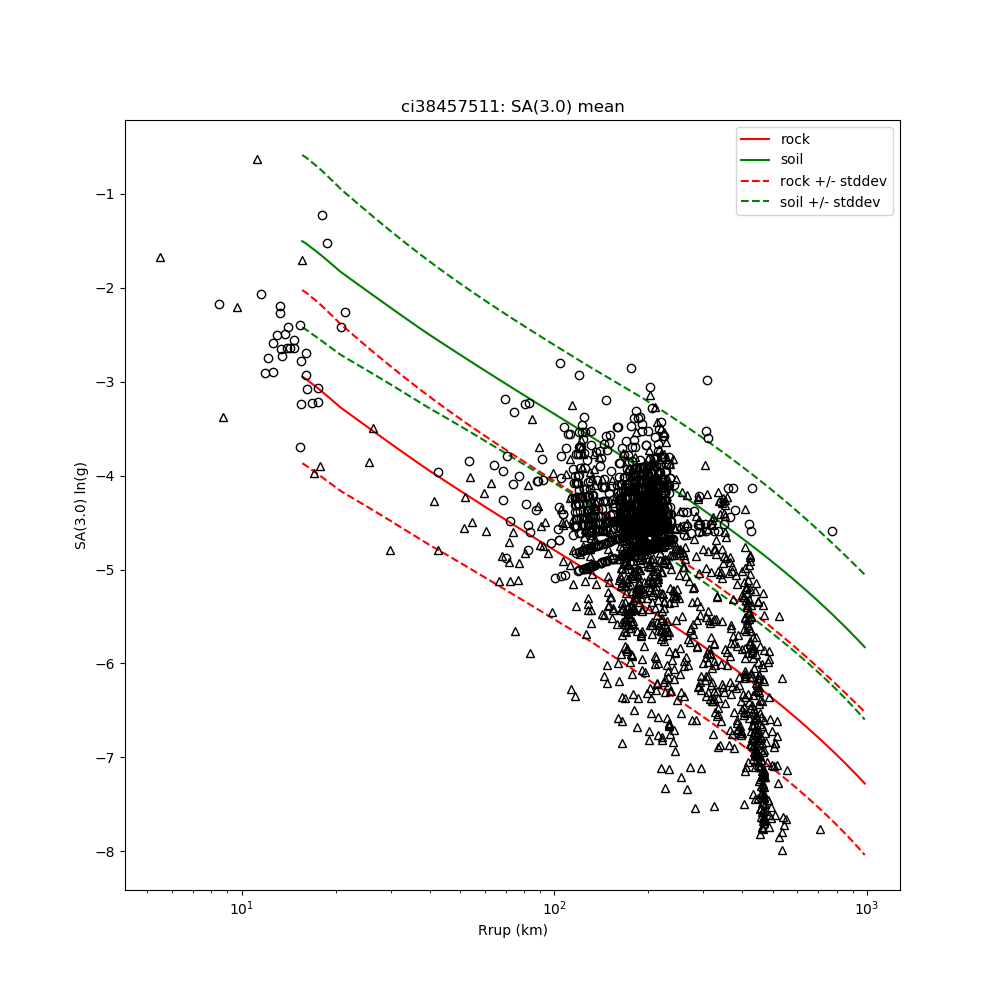 ci38457511: SA(3.0) mean
rock
soil
rock +/- stddev
soil +/- stddev
−1
−2
−3
−4
−5
−6
−7
−8
SA(3.0) ln(g)
10¹
10²
10³
Rrup (km)